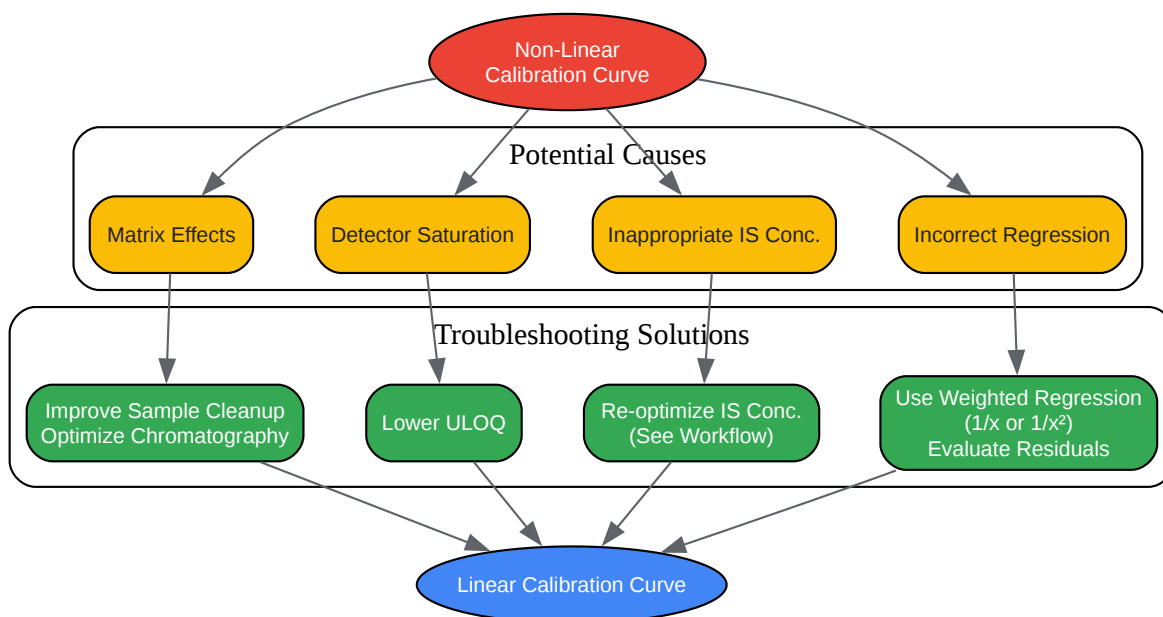 Non-Linear
Calibration Curve
Potential Causes
Matrix Effects
Detector Saturation
Inappropriate IS Conc.
Incorrect Regression
Troubleshooting Solutions
Improve Sample Cleanup
Optimize Chromatography
Lower ULOQ
Re-optimize IS Conc.
(See Workflow)
Use Weighted Regression
(1/x or 1/x²)
Evaluate Residuals
Linear Calibration Curve